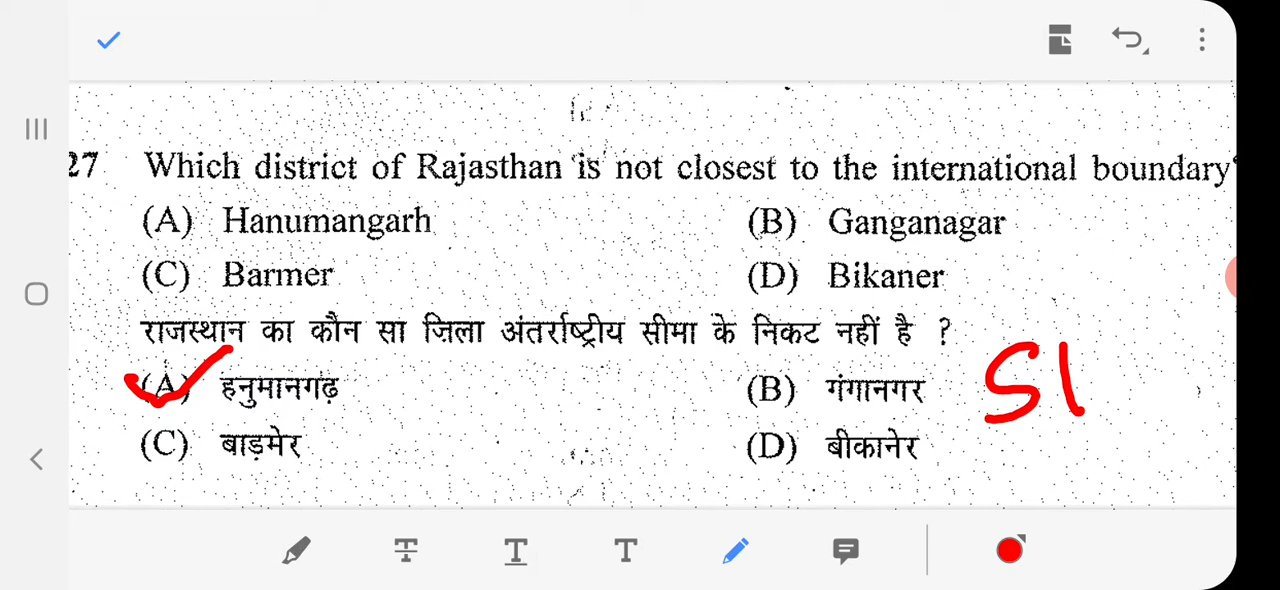 27 Which district of Rajasthan is not closest to the international boundary
(A) Hanumangarh (B) Ganganagar
(C) Barmer (D) Bikaner
राजस्थान का कौन सा जिला अंतर्राष्ट्रीय सीमा के निकट नहीं है ?
(A) हनुमानगढ़ (B) गंगानगर
(C) बाड़मेर (D) बीकानेर